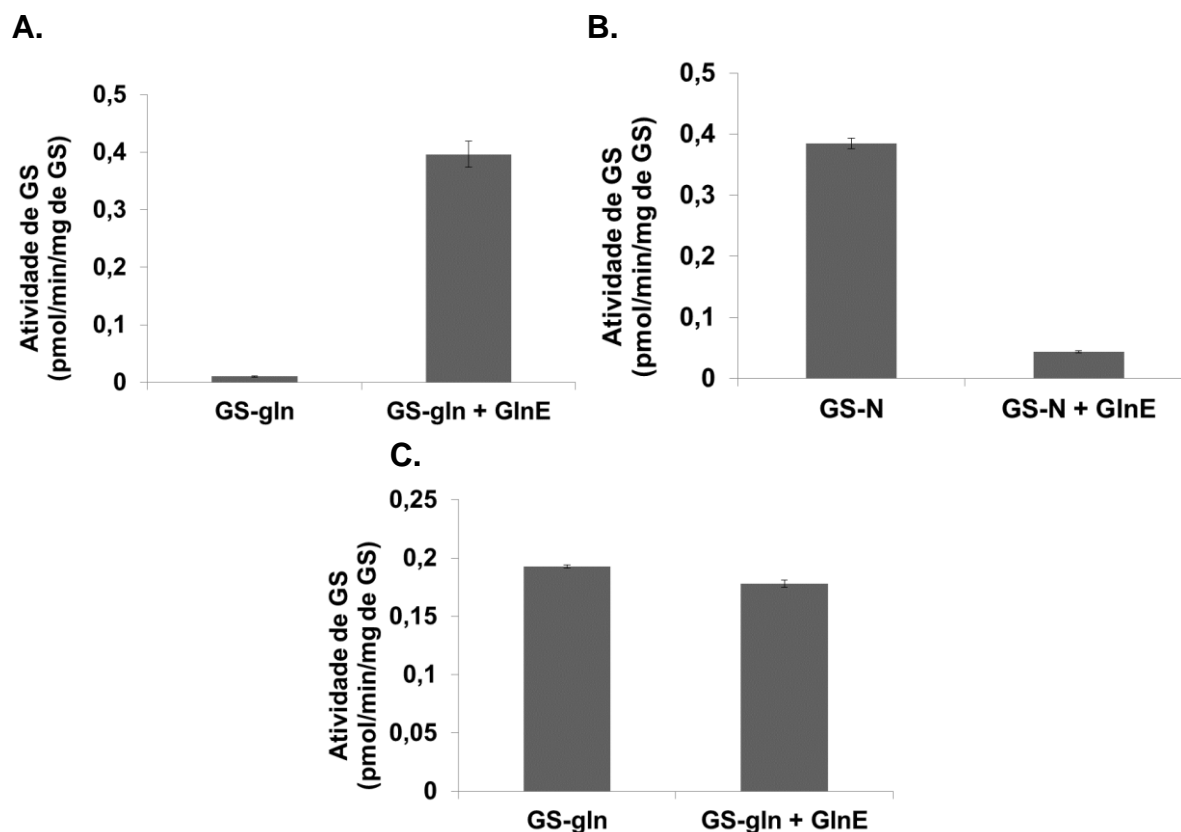 A.
Atividade de GS
(pmol/min/mg de GS)
0,5
0,4
0,3
0,2
0,1
0
GS-gln
GS-gln + GlnE
B.
Atividade de GS
(pmol/min/mg de GS)
0,5
0,4
0,3
0,2
0,1
0
GS-N
GS-N + GlnE
C.
Atividade de GS
(pmol/min/mg de GS)
0,25
0,2
0,15
0,1
0,05
0
GS-gln
GS-gln + GlnE